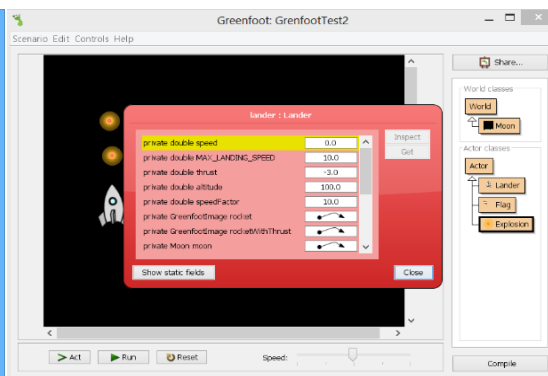 Greenfoot: GrenfootTest2
Scenario Edit Controls Help
Share...
World classes
World
Moon
Actor classes
Actor
Lander
Flag
Explosion
lander : Lander
private double speed 0.0
private double MAX_LANDING_SPEED 10.0
private double thrust -3.0
private double altitude 100.0
private double speedFactor 10.0
private GreenfootImage rocket
private GreenfootImage rocketWithThrust
private Moon moon
Inspect
Get
Show static fields
Close
Act
Run
Reset
Speed:
Compile